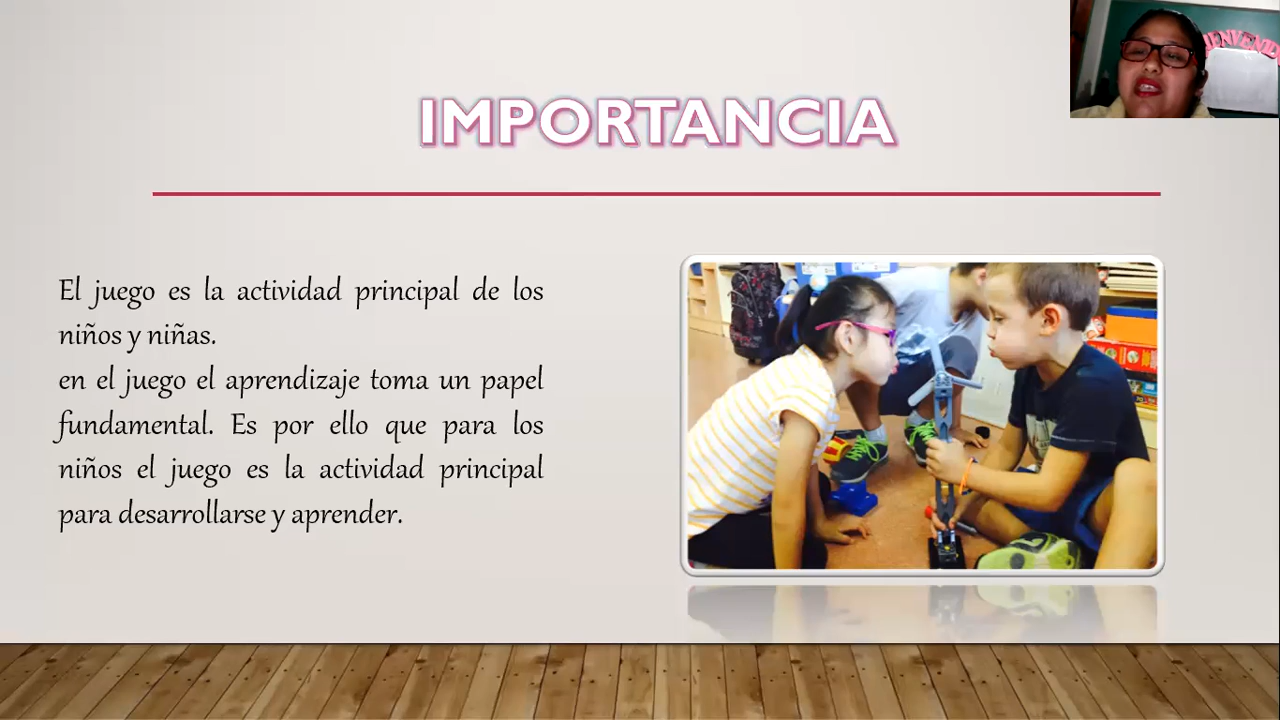 IMPORTANCIA
El juego es la actividad principal de los
niños y niñas.
en el juego el aprendizaje toma un papel
fundamental. Es por ello que para los
niños el juego es la actividad principal
para desarrollarse y aprender.